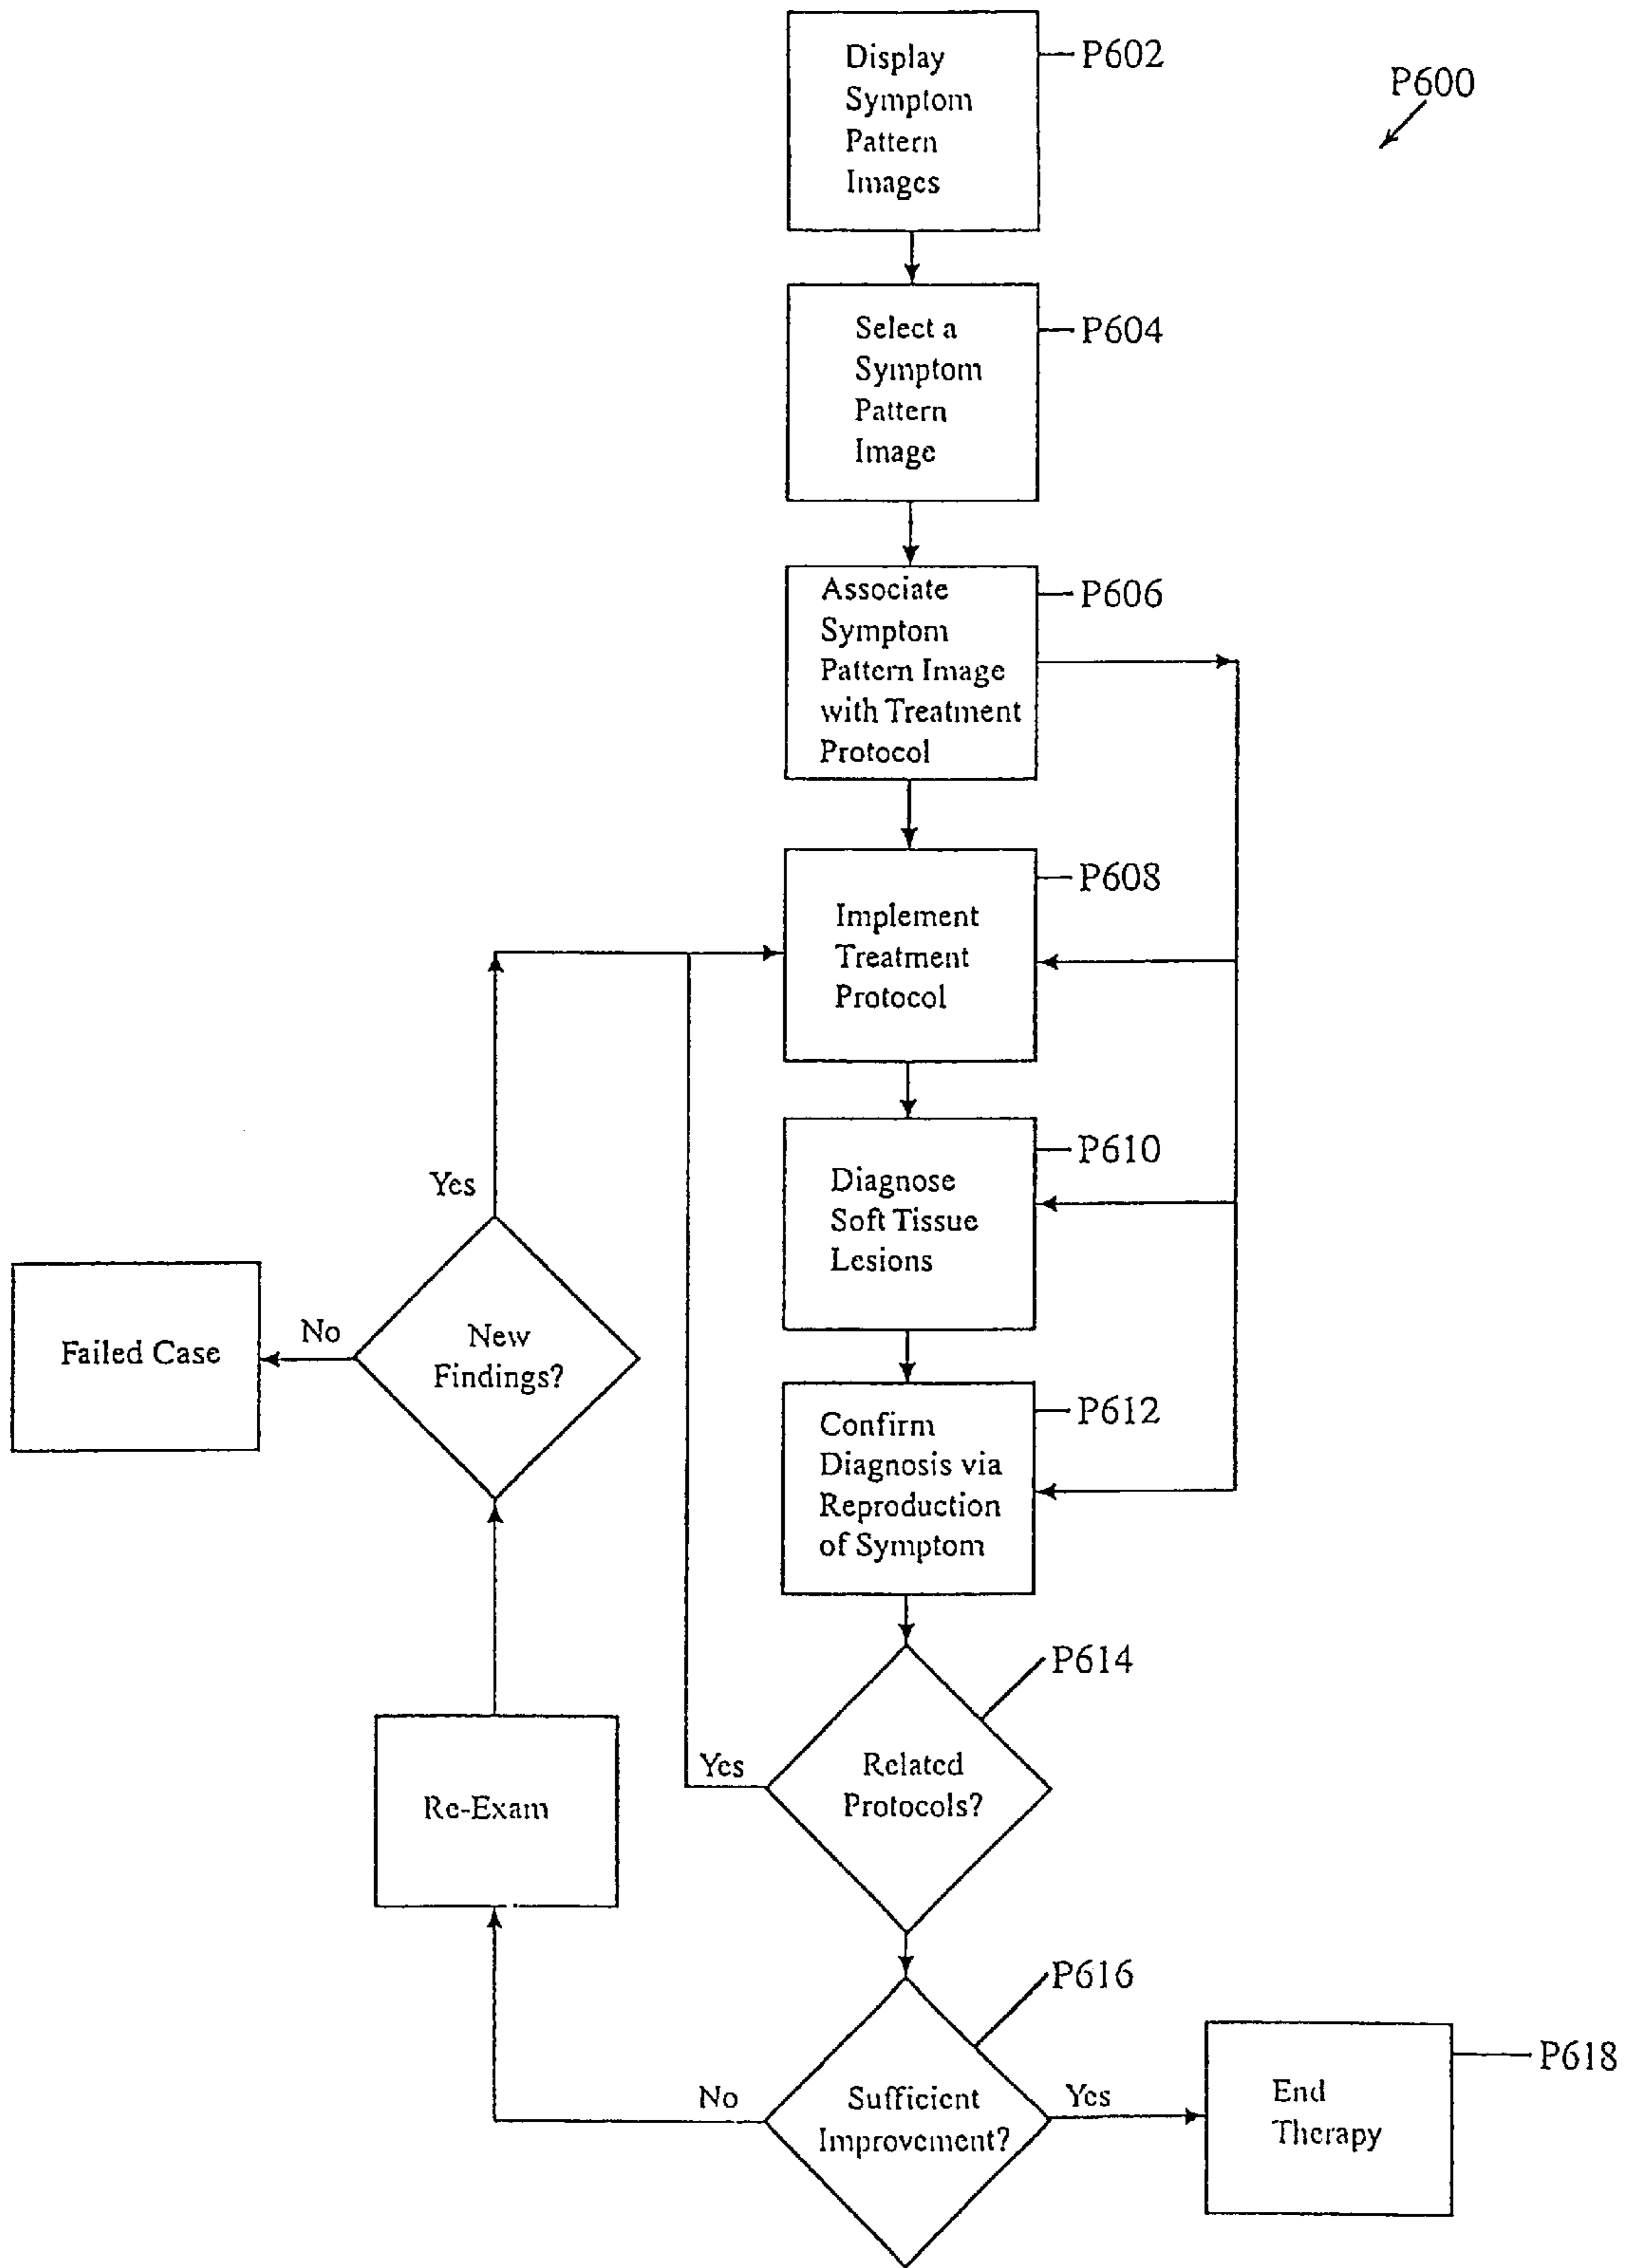 Display
Symptom
Pattern
Images
P602
P600
Select a
Symptom
Pattern
Image
P604
Associate
Symptom
Pattern Image
with Treatment
Protocol
P606
Implement
Treatment
Protocol
P608
Diagnose
Soft Tissue
Lesions
P610
Yes
New
Findings?
No
Failed Case
Confirm
Diagnosis via
Reproduction
of Symptom
P612
P614
Related
Protocols?
Yes
Re-Exam
P616
Sufficient
Improvement?
No
Yes
End
Therapy
P618